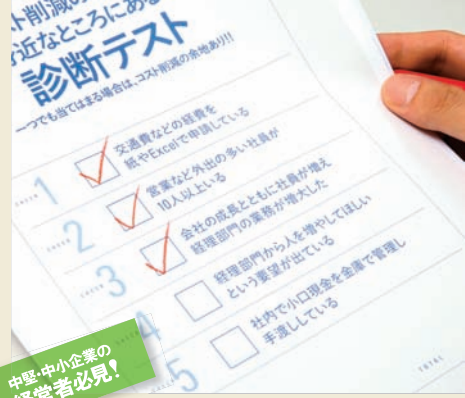 ト削減の
近なところにある
診断テスト
一つでも当てはまる場合は、コスト削減の余地あり!!
CHECK 1 交通費などの経費を
紙やExcelで申請している
CHECK 2 営業など外出の多い社員が
10人以上いる
CHECK 3 会社の成長とともに社員が増え
経理部門の業務が増大した
CHECK 4 経理部門から人を増やしてほしい
という要望が出ている
CHECK 5 社内で小口現金を金庫で管理し
手渡ししている
TOTAL
中堅・中小企業の
経営者必見!